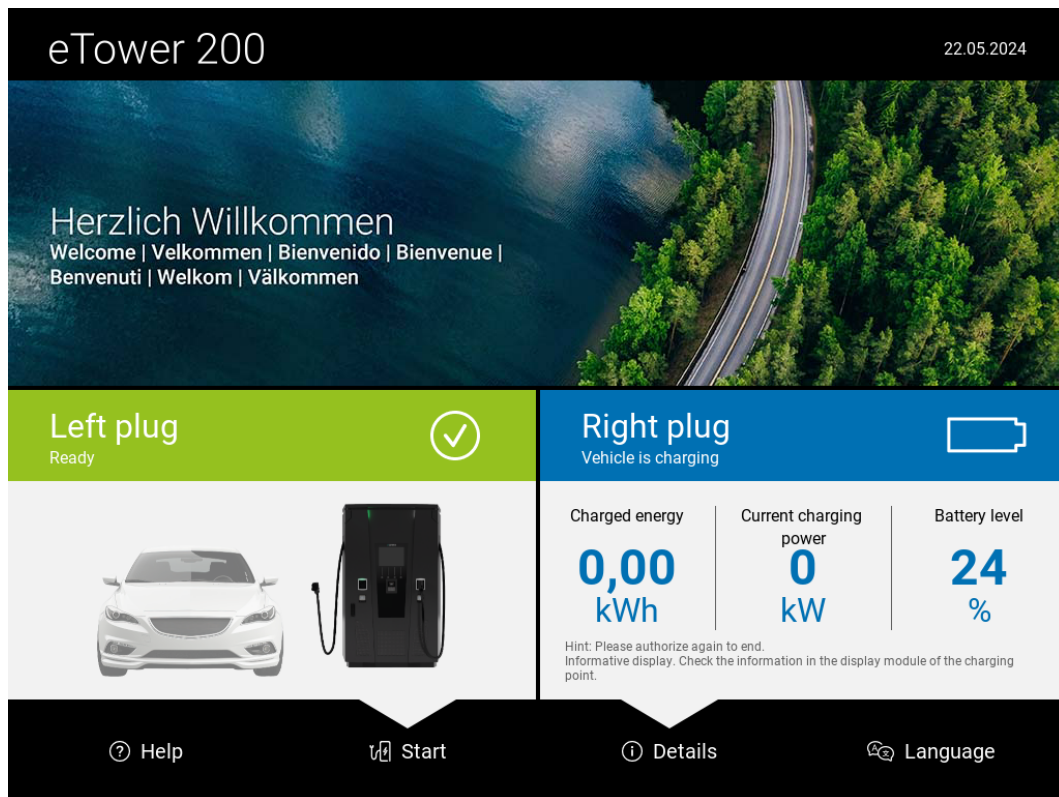 eTower 200
22.05.2024
Herzlich Willkommen
Welcome | Velkommen | Bienvenido | Bienvenue |
Benvenuti | Welkom | Välkommen
Left plug
Ready
Right plug
Vehicle is charging
Charged energy
0,00
kWh
Current charging
power
0
kW
Battery level
24
%
Hint: Please authorize again to end.
Informative display. Check the information in the display module of the charging
point.
Help
Start
Details
Language